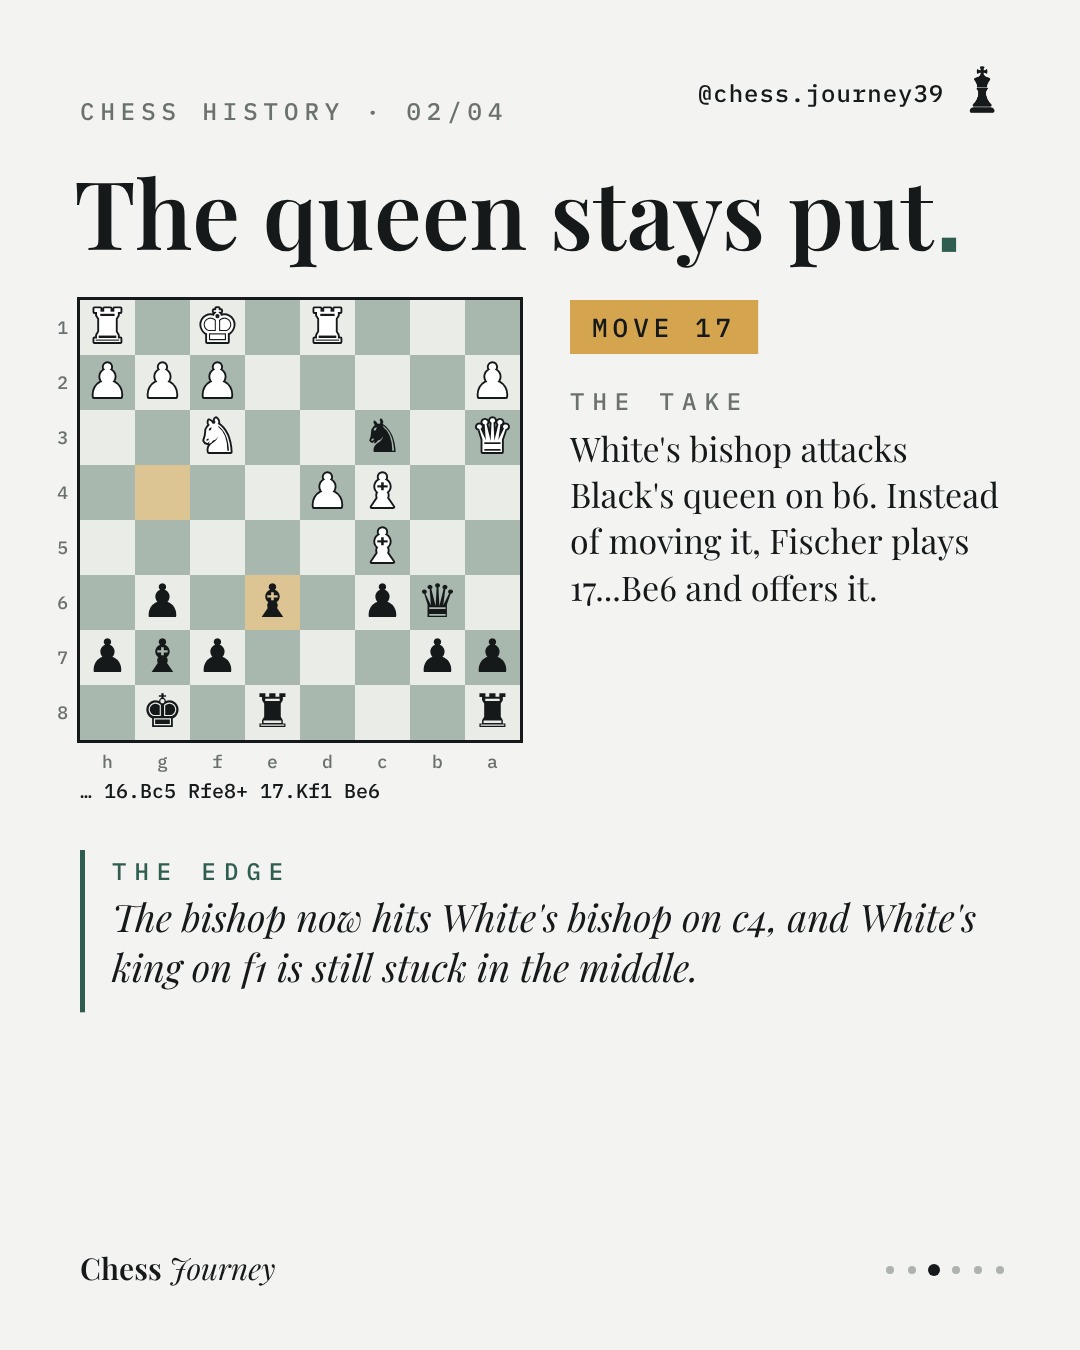 CHESS HISTORY · 02/04
@chess.journey39
The queen stays put.
1
2
3
4
5
6
7
8
h g f e d c b a
… 16.Bc5 Rfe8+ 17.Kf1 Be6
MOVE 17
THE TAKE
White's bishop attacks
Black's queen on b6. Instead
of moving it, Fischer plays
17...Be6 and offers it.
THE EDGE
The bishop now hits White's bishop on c4, and White's
king on f1 is still stuck in the middle.
Chess Journey